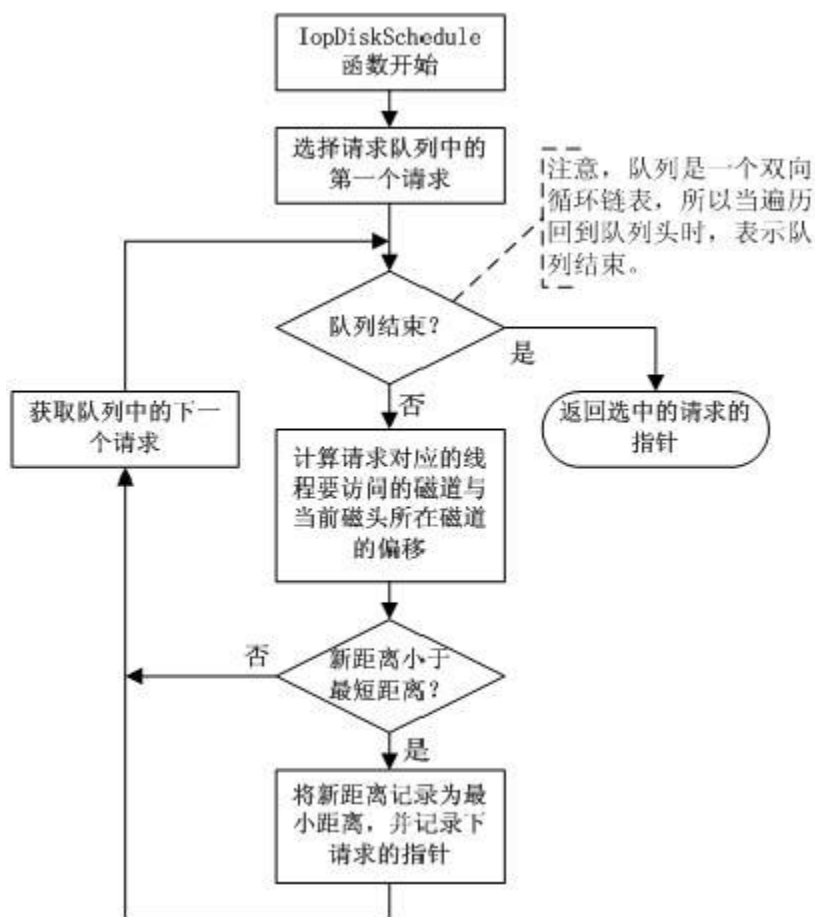 IopDiskSchedule
函数开始
选择请求队列中的
第一个请求
注意，队列是一个双向
循环链表，所以当遍历
回到队列头时，表示队
列结束。
队列结束？
是
否
获取队列中的下一
个请求
返回选中的请求的
指针
计算请求对应的线
程要访问的磁道与
当前磁头所在磁道
的偏移
否
新距离小于
最短距离？
是
将新距离记录为最
小距离，并记录下
请求的指针